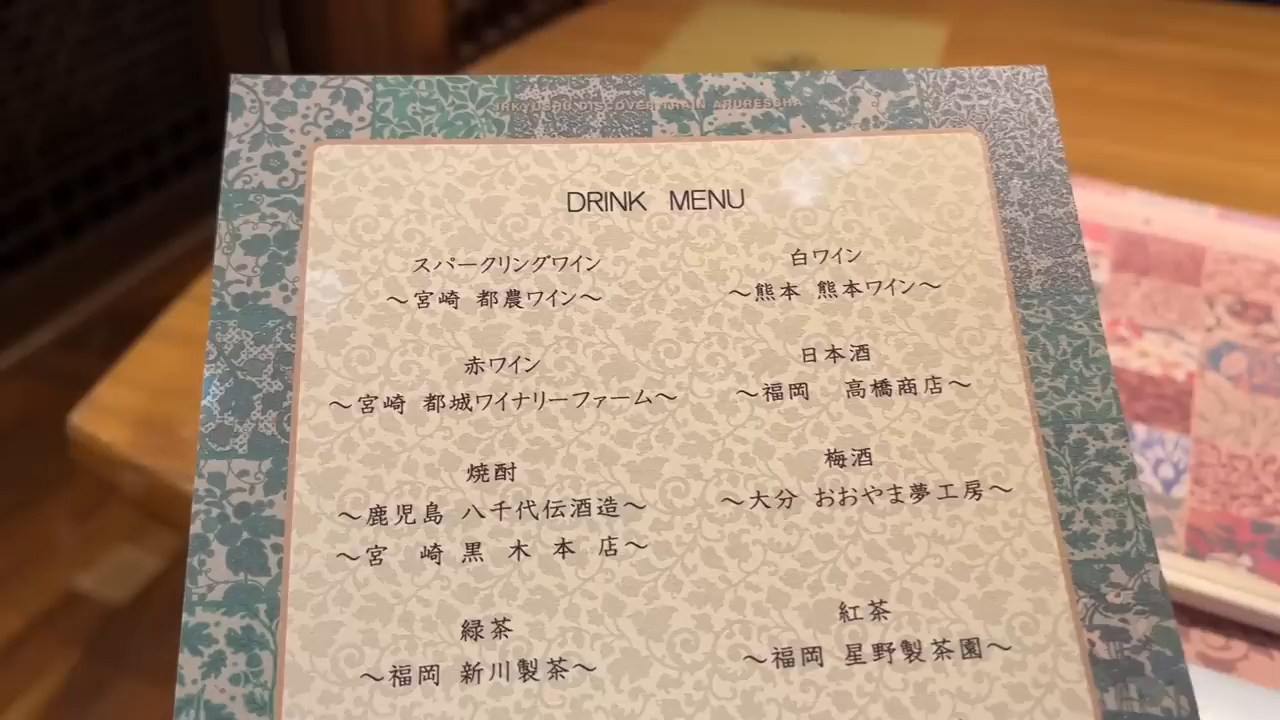 JRKYUSHU DISCOVER TRAIN ARURESSHA
DRINK MENU
スパークリングワイン
～宮崎 都農ワイン～
白ワイン
～熊本 熊本ワイン～
赤ワイン
～宮崎 都城ワイナリーファーム～
日本酒
～福岡 高橋商店～
焼酎
～鹿児島 八千代伝酒造～
～宮 崎 黒 木 本 店～
梅酒
～大分 おおやま夢工房～
緑茶
～福岡 新川製茶～
紅茶
～福岡 星野製茶園～